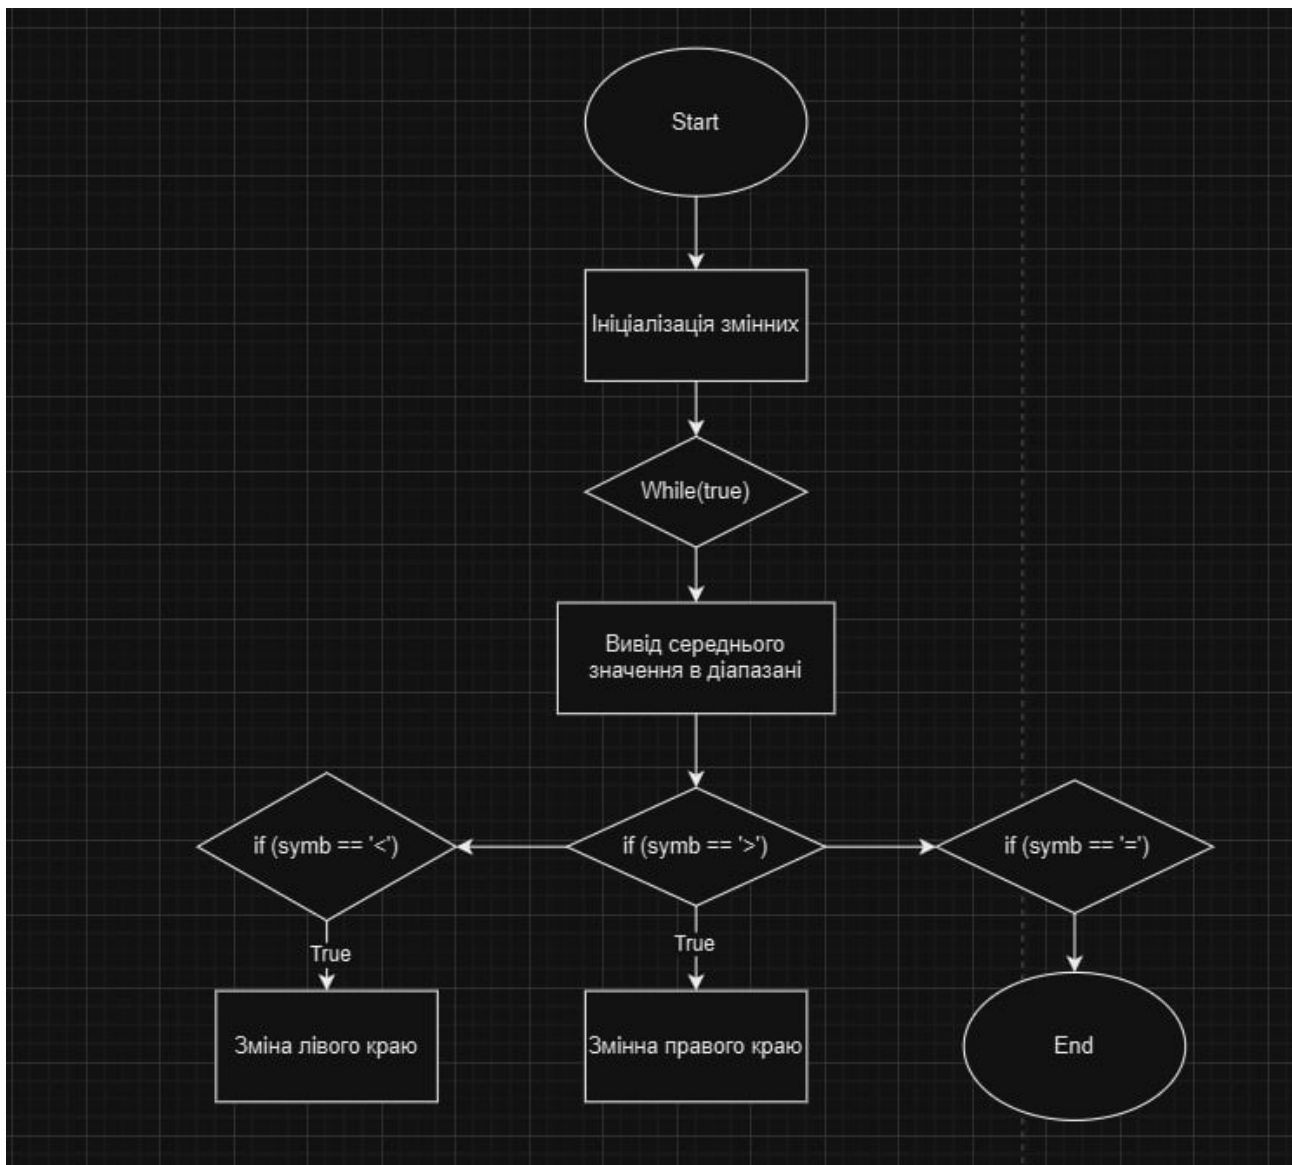 Start
Ініціалізація змінних
While(true)
Вивід середнього
значення в діапазані
if (symb == '<')
if (symb == '>')
if (symb == '=')
True
True
Зміна лівого краю
Змінна правого краю
End